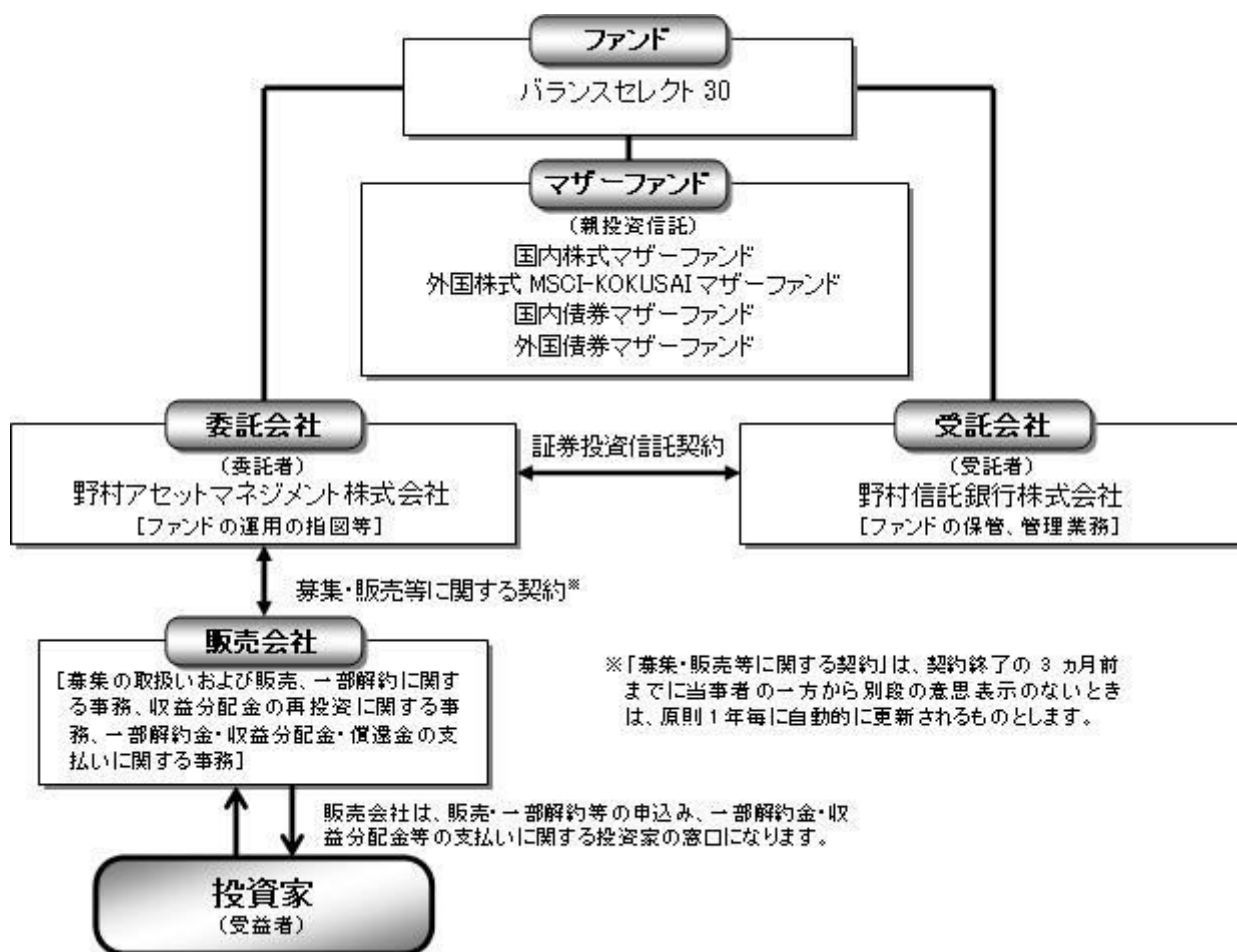 ファンド
バランスセレクト 30
マザーファンド
（親投資信託）
国内株式マザーファンド
外国株式 MSCI-KOKUSAI マザーファンド
国内債券マザーファンド
外国債券マザーファンド
委託会社
（委託者）
野村アセットマネジメント株式会社
［ファンドの運用の指図等］
証券投資信託契約
受託会社
（受託者）
野村信託銀行株式会社
［ファンドの保管、管理業務］
募集・販売等に関する契約※
販売会社
［募集の取扱いおよび販売、一部解約に関す
る事務、収益分配金の再投資に関する事
務、一部解約金・収益分配金・償還金の支
払いに関する事務］
※「募集・販売等に関する契約」は、契約終了の 3 ヵ月前
までに当事者の一方から別段の意思表示のないとき
は、原則 1 年毎に自動的に更新されるものとします。
販売会社は、販売・一部解約等の申込み、一部解約金・収
益分配金等の支払いに関する投資家の窓口になります。
投資家
（受益者）